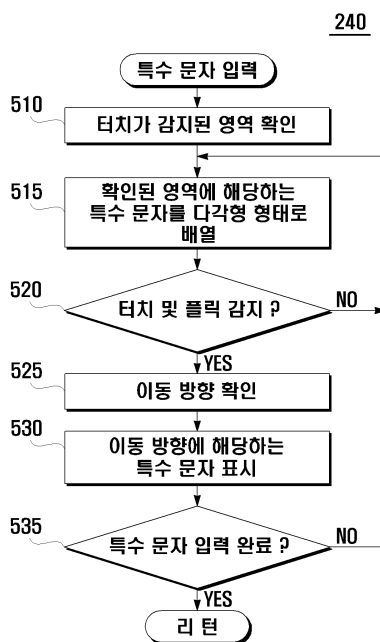 240
특수 문자 입력
510
터치가 감지된 영역 확인
515
확인된 영역에 해당하는
특수 문자를 다각형 형태로
배열
520
터치 및 플릭 감지 ?
NO
YES
525
이동 방향 확인
530
이동 방향에 해당하는
특수 문자 표시
535
특수 문자 입력 완료 ?
NO
YES
리 턴